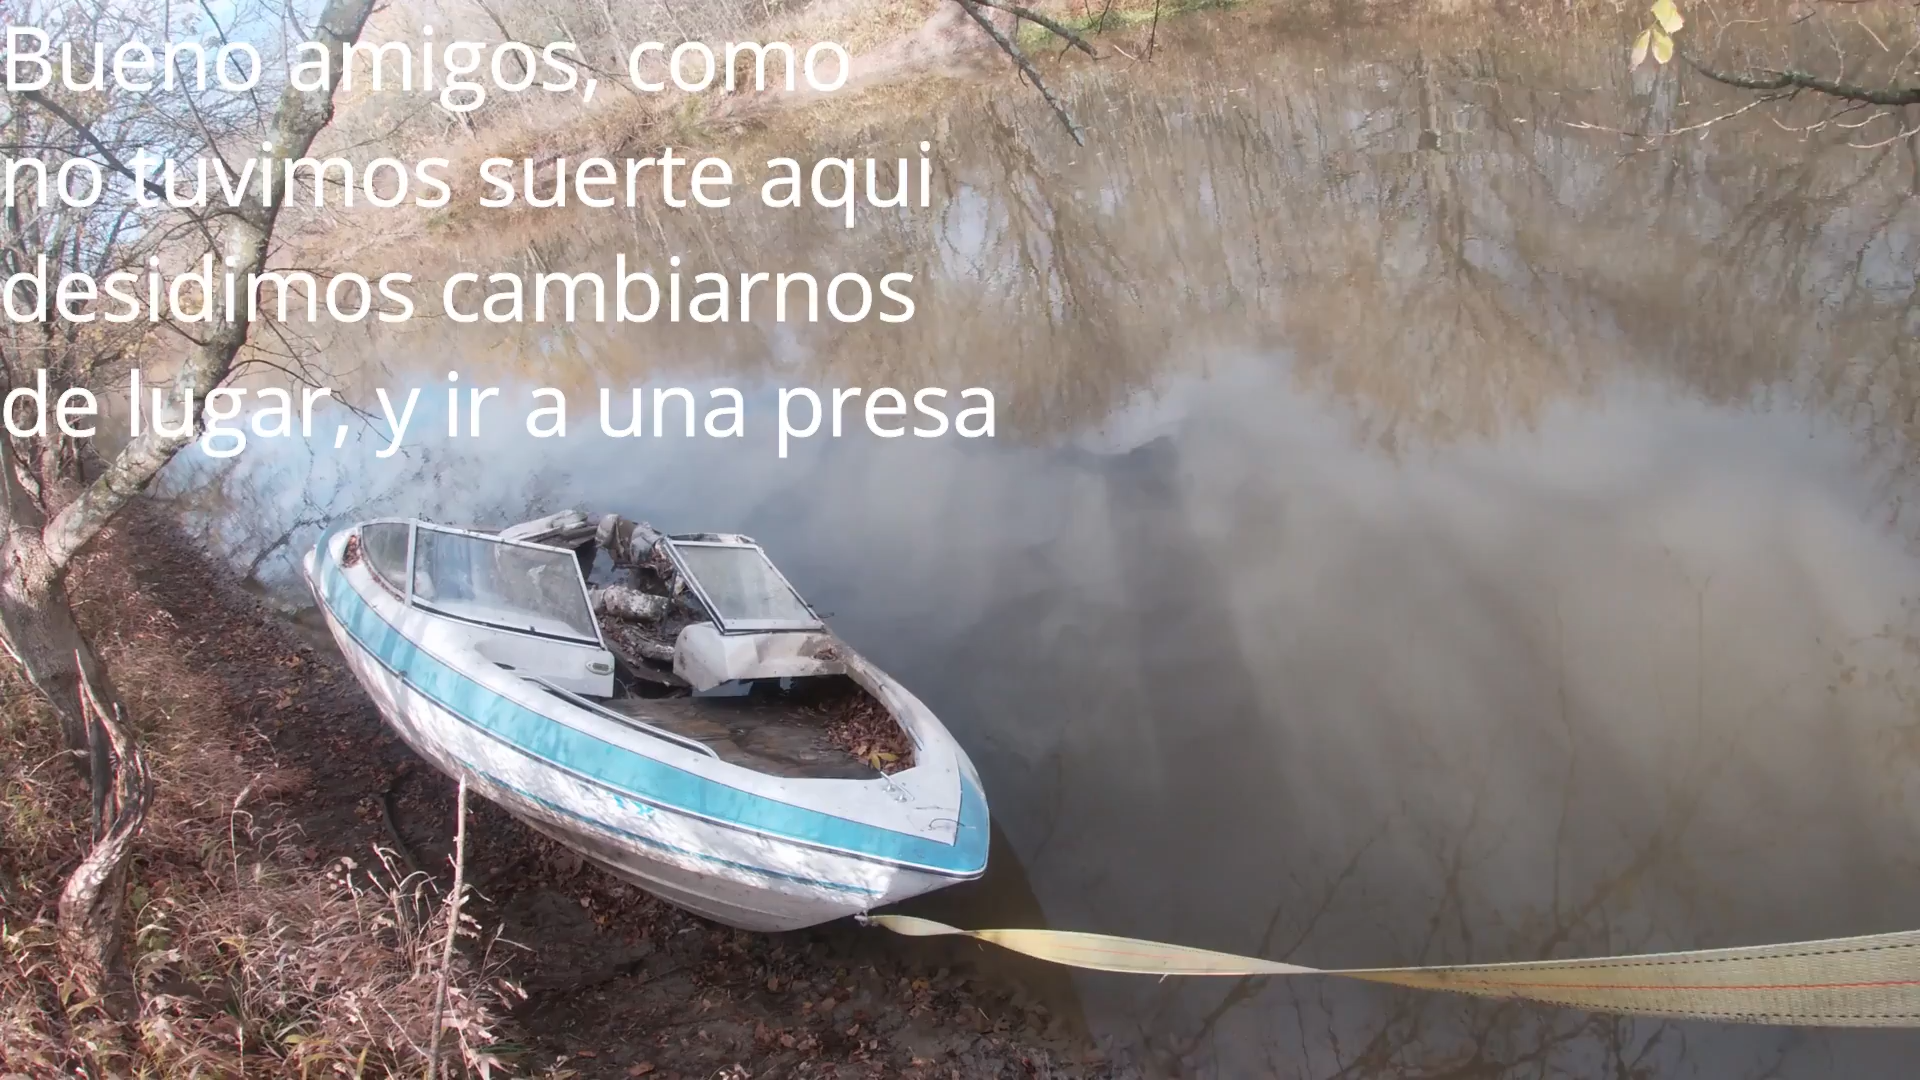 Bueno amigos, como
no tuvimos suerte aqui
desidimos cambiarnos
de lugar, y ir a una presa